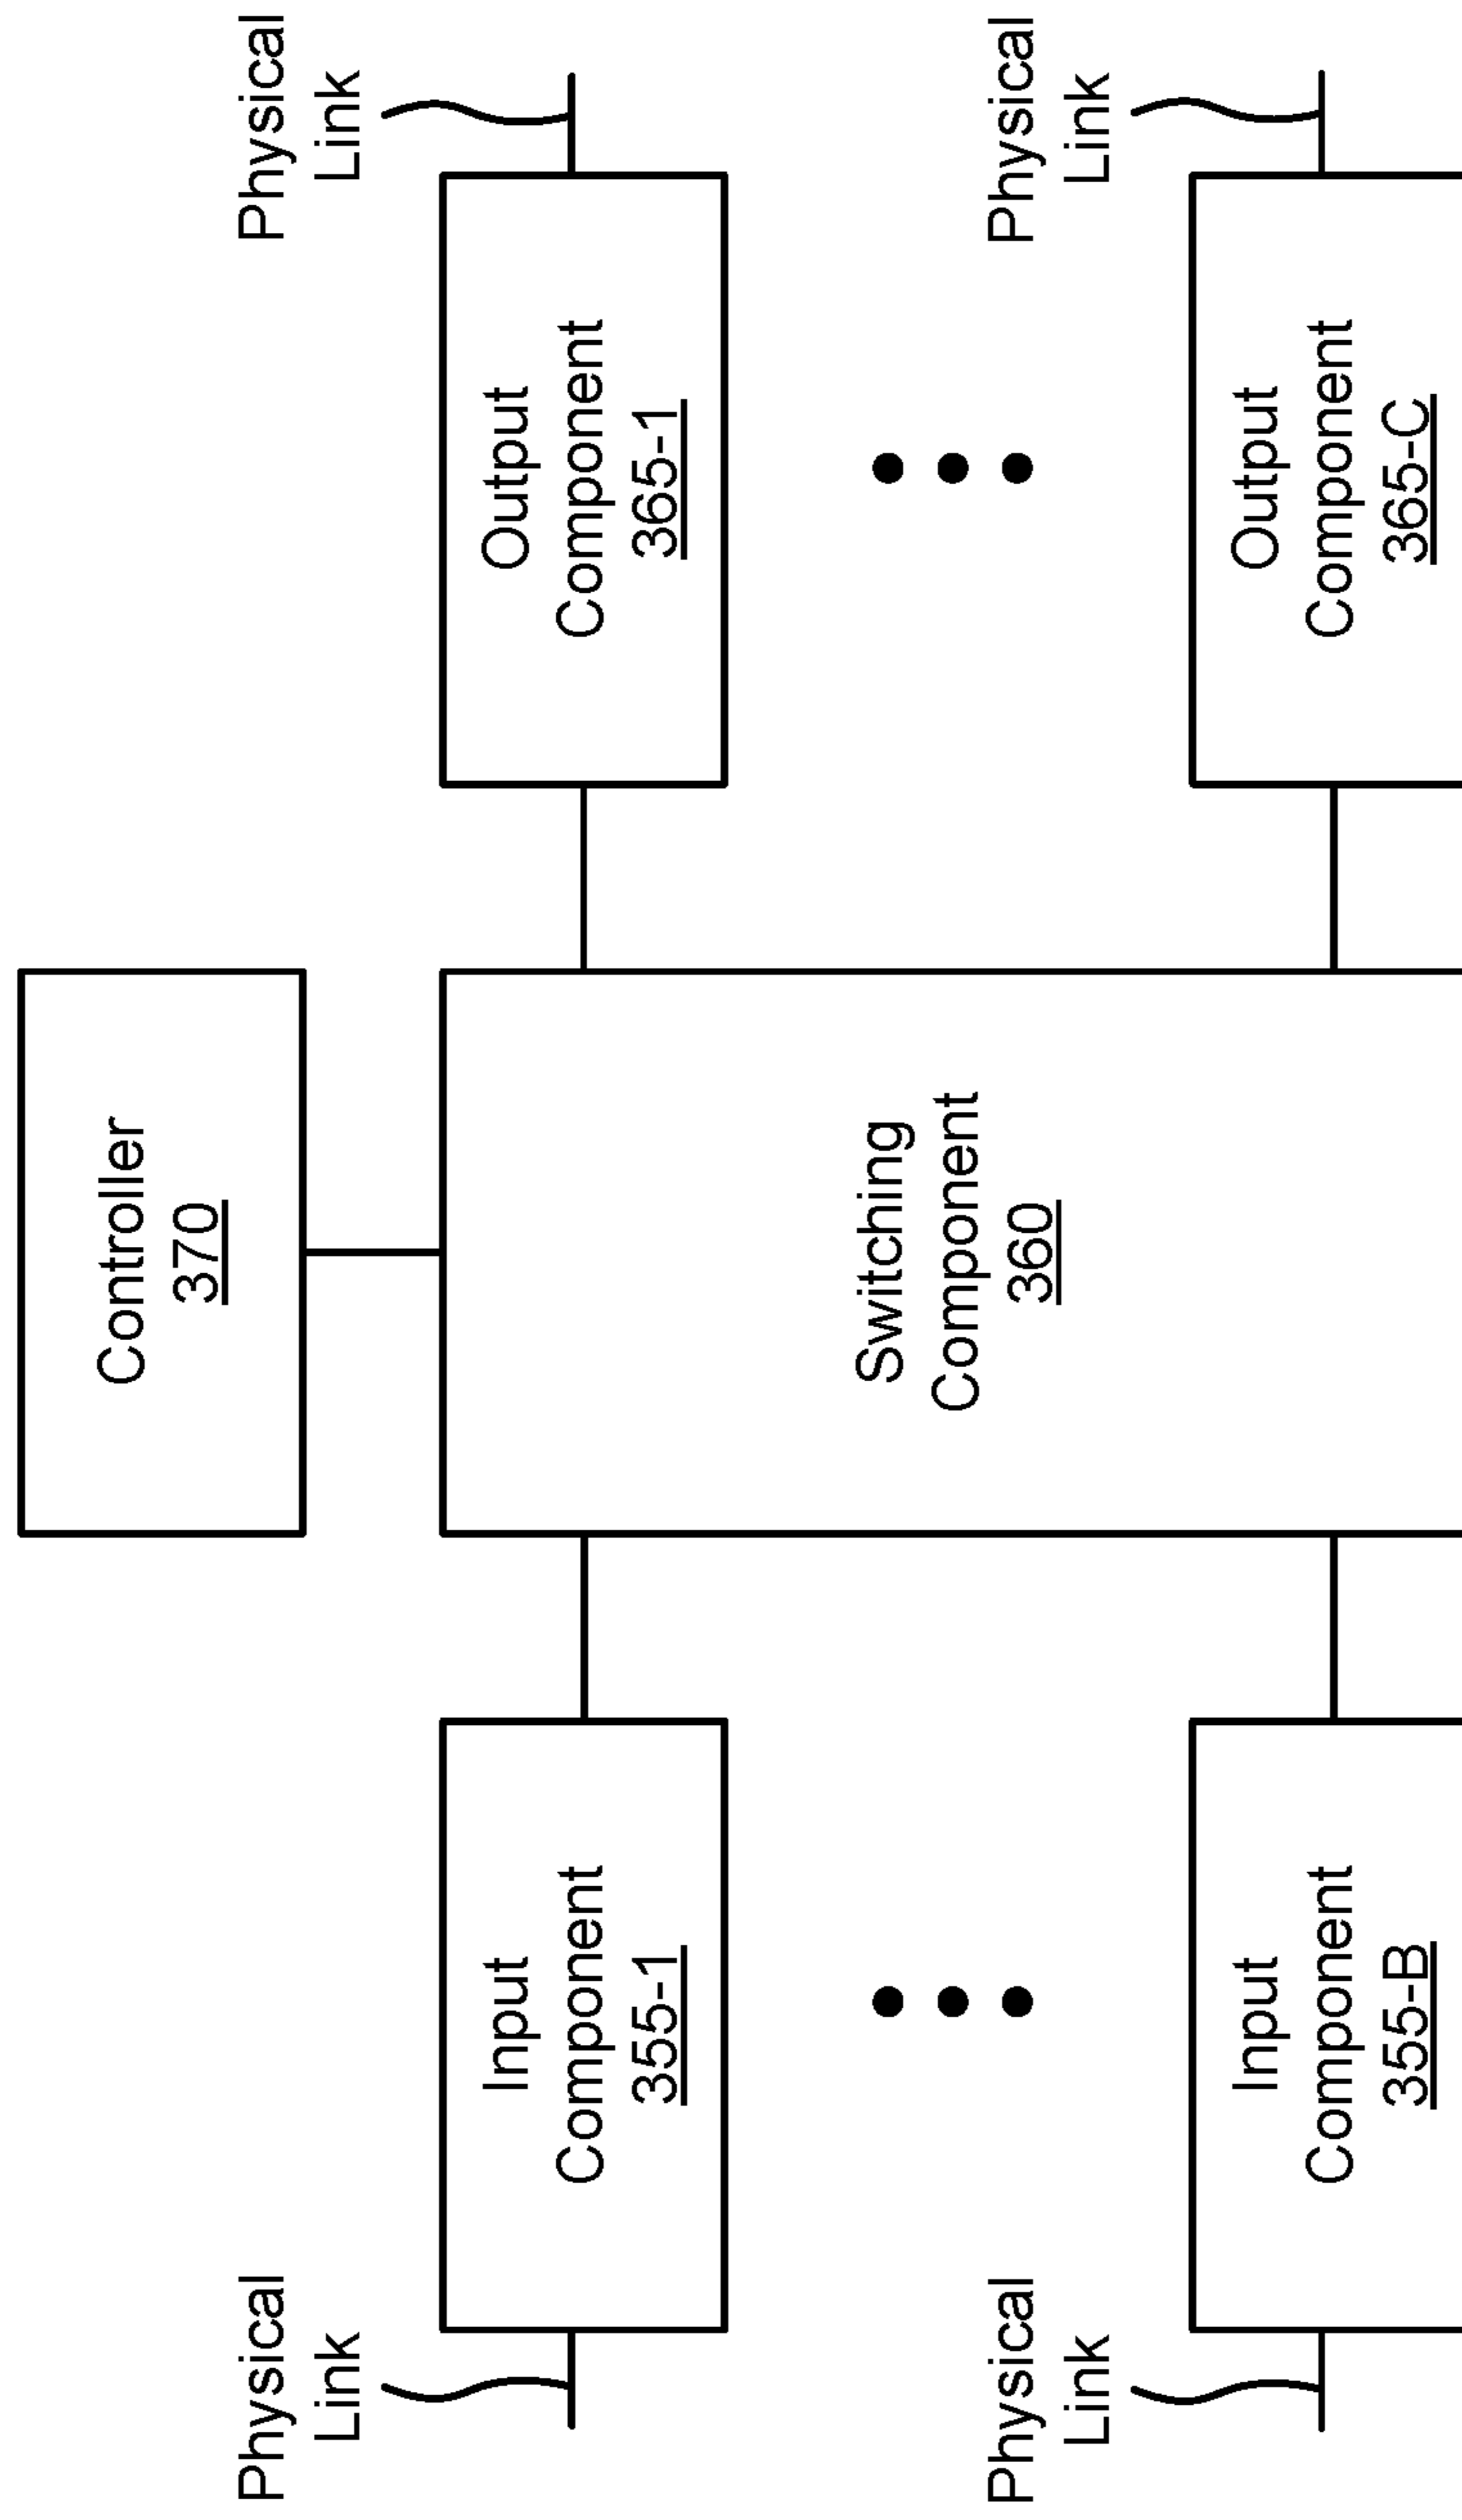 Controller
370
Physical
Link
Input
Component
355-1
Physical
Link
Output
Component
365-1
Switching
Component
360
Physical
Link
Input
Component
355-B
Physical
Link
Output
Component
365-C